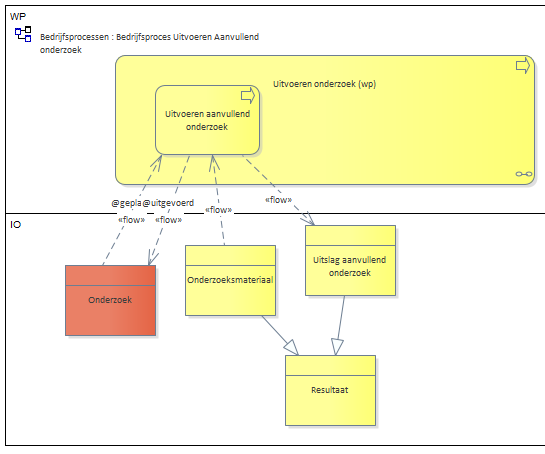 WP
Bedrijfsprocessen : Bedrijfsproces Uitvoeren Aanvullend
onderzoek
Uitvoeren onderzoek (wp)
Uitvoeren aanvullend
onderzoek
@gepla@uitgevoerd
«flow»
«flow»
«flow»
«flow»
IO
Onderzoek
Onderzoeksmateriaal
Uitslag aanvullend
onderzoek
Resultaat